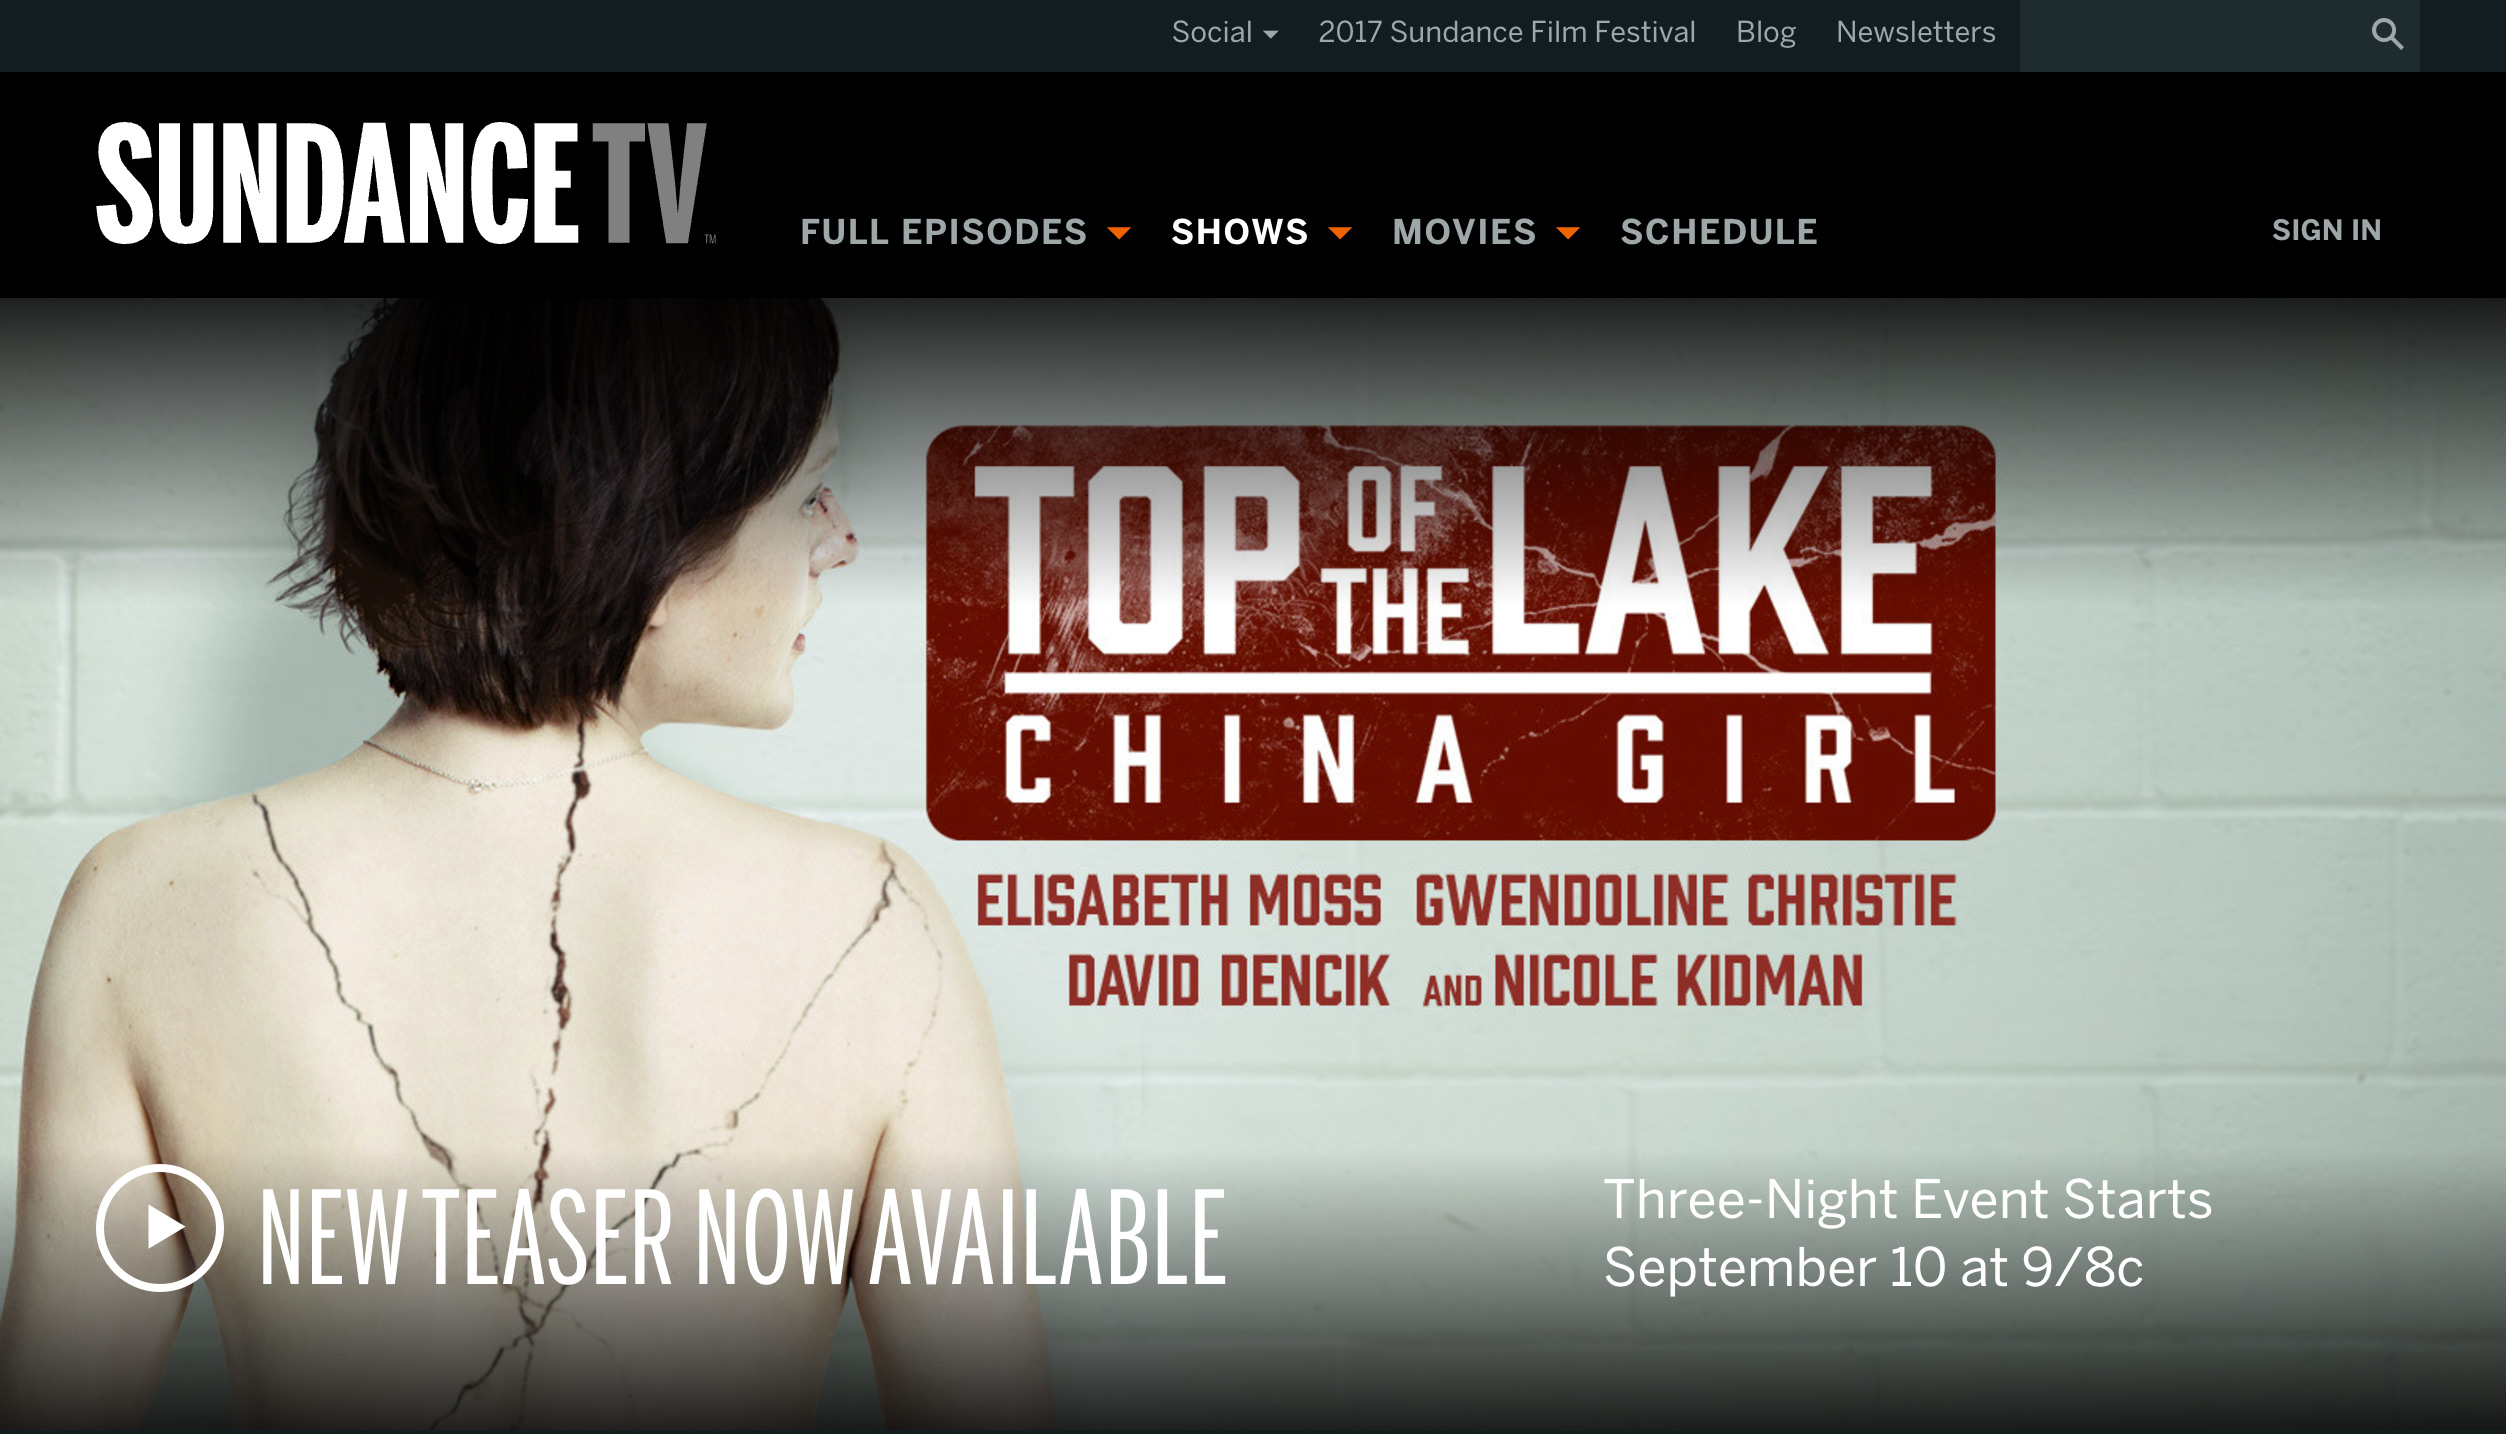 Social 2017 Sundance Film Festival Blog Newsletters
SUNDANCE TV ™
FULL EPISODES SHOWS MOVIES SCHEDULE SIGN IN
TOP OF THE LAKE
CHINA GIRL
ELISABETH MOSS GWENDOLINE CHRISTIE
DAVID DENCIK AND NICOLE KIDMAN
NEW TEASER NOW AVAILABLE
Three-Night Event Starts
September 10 at 9/8c